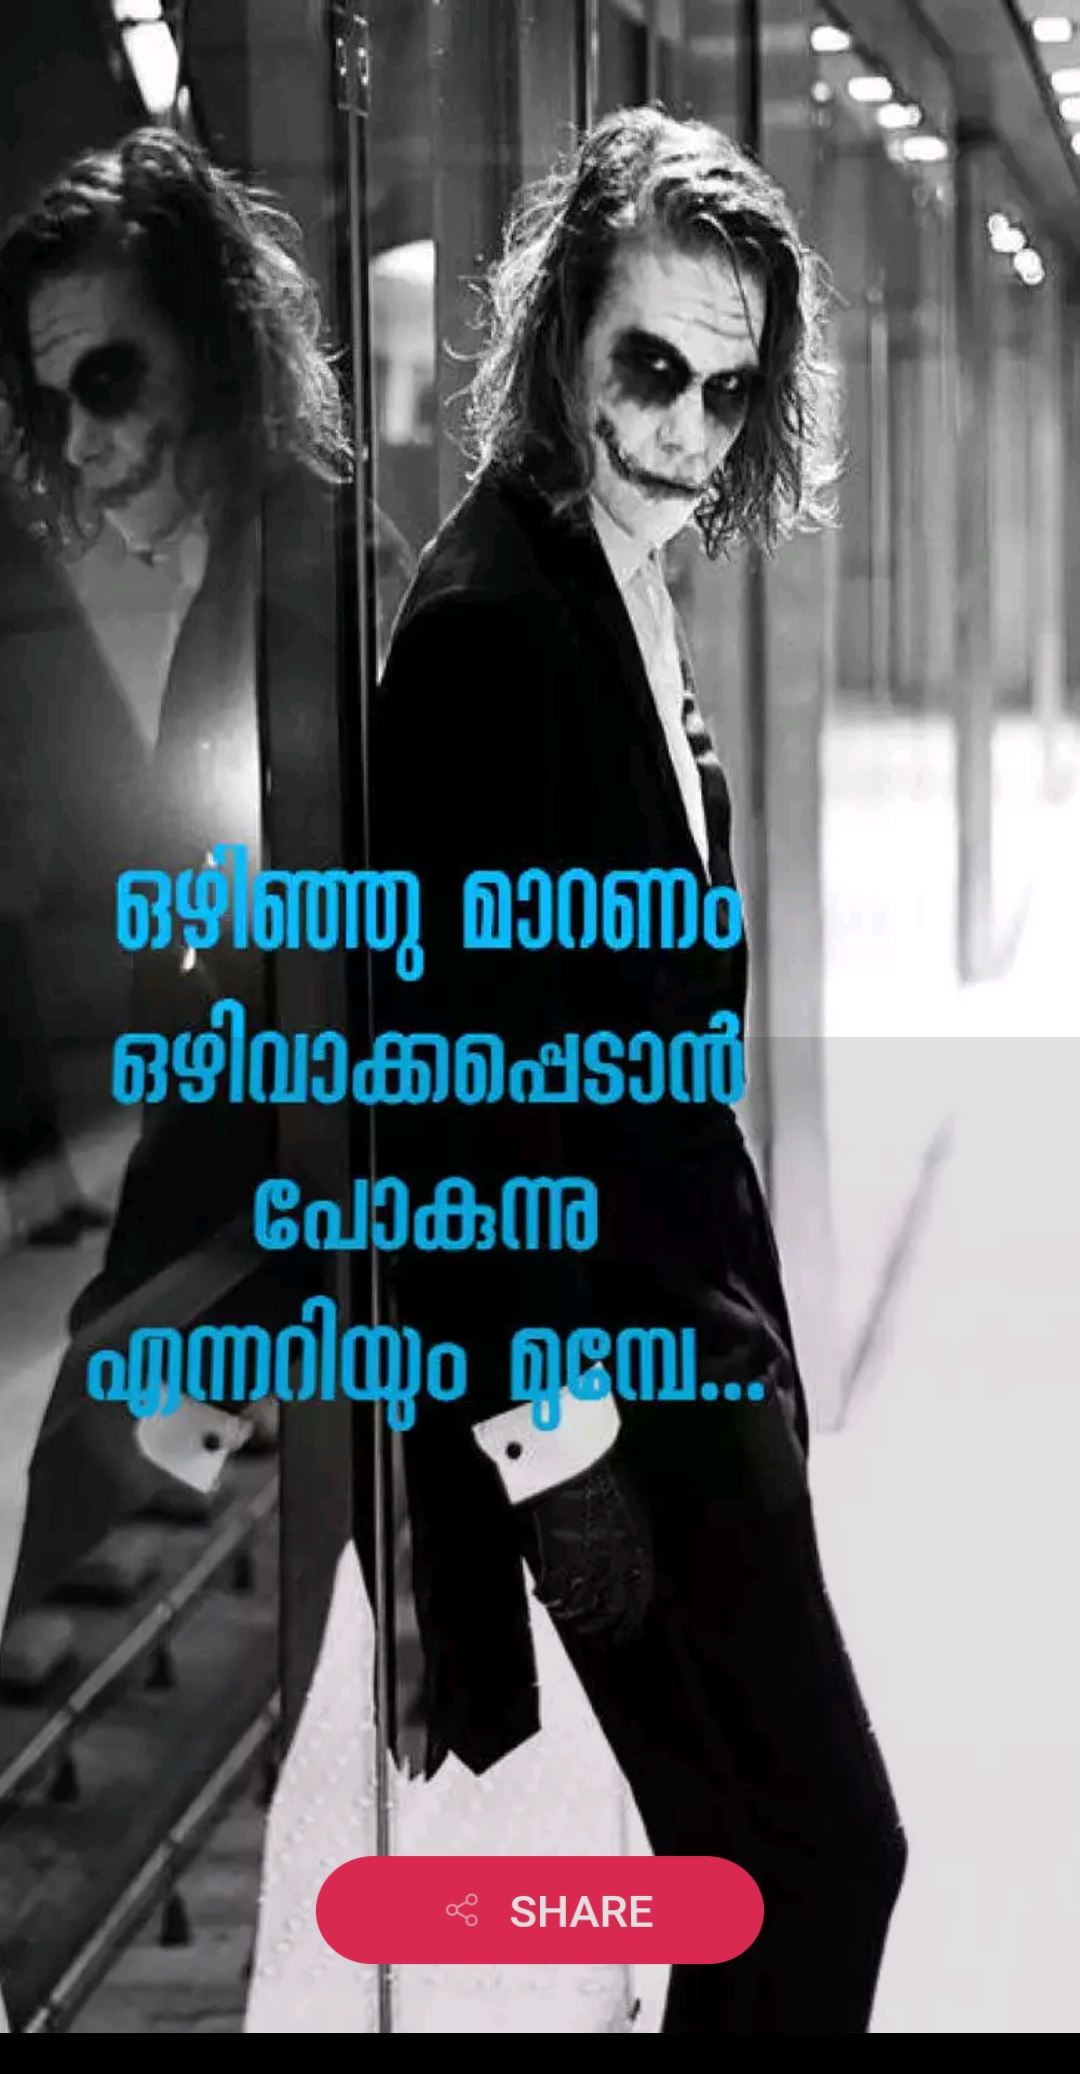 ഒഴിഞ്ഞു മാറണം
ഒഴിവാക്കപ്പെടാൻ
പോകുന്നു
എന്നറിയും മുമ്പേ...
SHARE